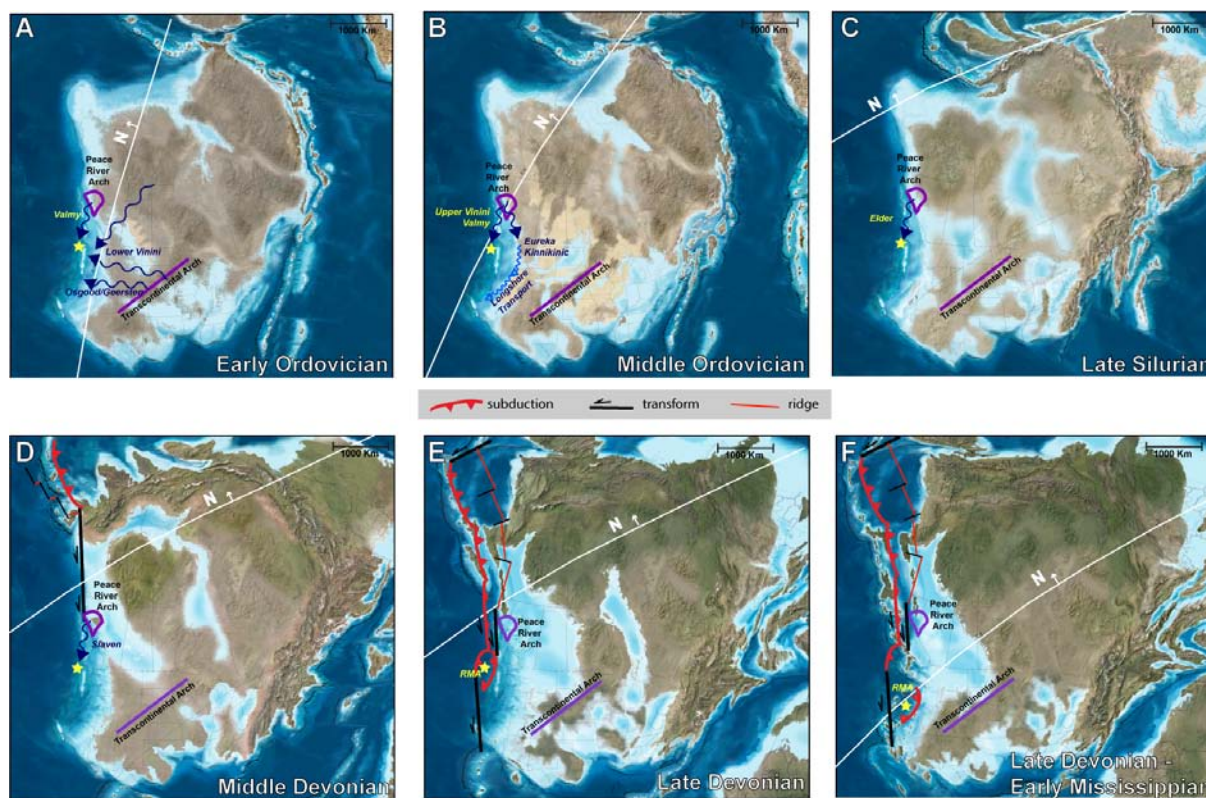 A
1000 Km
N
Peace
River
Arch
Valmy
Lower Vinini
Osgood/Geersten
Transcontinental Arch
Early Ordovician
B
1000 Km
N
Peace
River
Arch
Upper Vinini
Valmy
Eureka
Kinnikinic
Longshore
Transport
Transcontinental Arch
Middle Ordovician
C
1000 Km
N
Peace
River
Arch
Elder
Transcontinental Arch
Late Silurian
subduction
transform
ridge
D
1000 Km
N
Peace
River
Arch
Slaven
Transcontinental Arch
Middle Devonian
E
1000 Km
N
Peace
River
Arch
RMA
Transcontinental Arch
Late Devonian
F
1000 Km
N
Peace
River
Arch
RMA
Transcontinental Arch
Late Devonian -
Early Mississippian